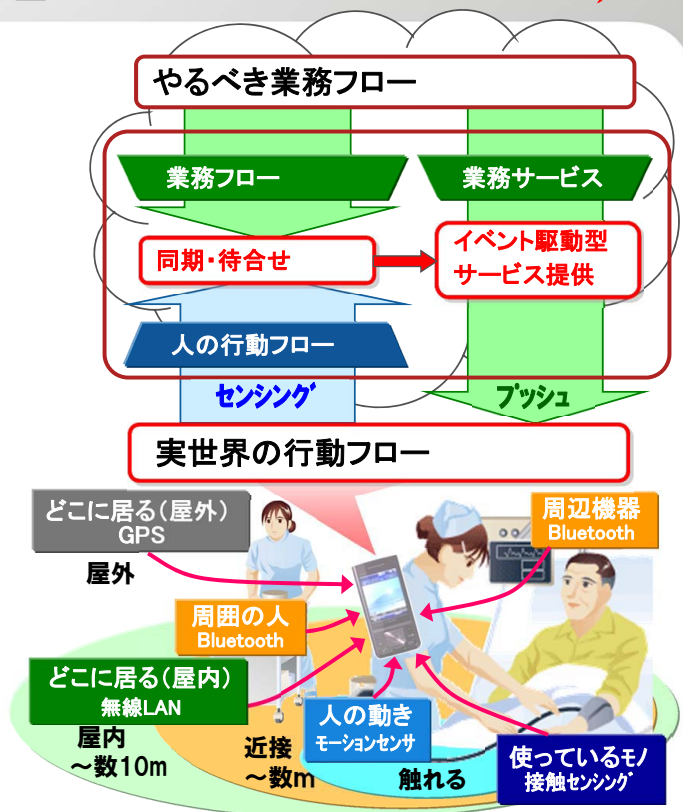 やるべき業務フロー
業務フロー
業務サービス
同期・待合せ
イベント駆動型
サービス提供
人の行動フロー
センシング
プッシュ
実世界の行動フロー
どこに居る(屋外)
GPS
屋外
周辺機器
Bluetooth
周囲の人
Bluetooth
どこに居る(屋内)
無線LAN
屋内
～数10m
近接
～数m
人の動き
モーションセンサ
触れる
使っているモノ
接触センシング